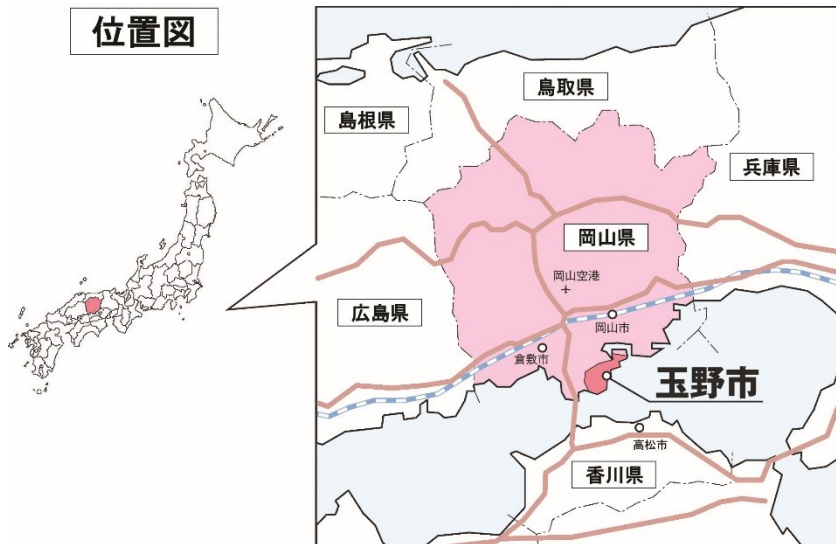 位置図
鳥取県
島根県
兵庫県
岡山県
岡山空港
広島県
岡山市
倉敷市
玉野市
高松市
香川県